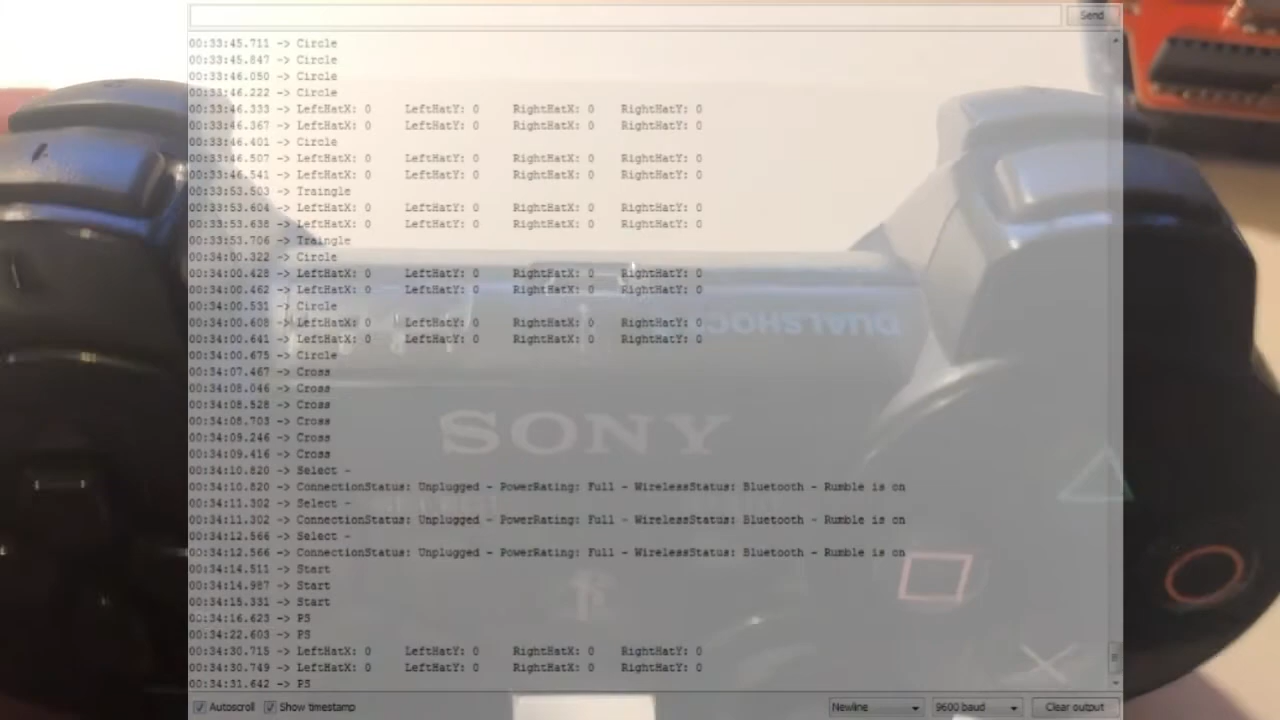 Send
00:33:45.711 -> Circle
00:33:45.847 -> Circle
00:33:46.050 -> Circle
00:33:46.222 -> Circle
00:33:46.333 -> LeftHatX: 0 LeftHatY: 0 RightHatX: 0 RightHatY: 0
00:33:46.367 -> LeftHatX: 0 LeftHatY: 0 RightHatX: 0 RightHatY: 0
00:33:46.401 -> Circle
00:33:46.507 -> LeftHatX: 0 LeftHatY: 0 RightHatX: 0 RightHatY: 0
00:33:46.541 -> LeftHatX: 0 LeftHatY: 0 RightHatX: 0 RightHatY: 0
00:33:53.503 -> Traingle
00:33:53.604 -> LeftHatX: 0 LeftHatY: 0 RightHatX: 0 RightHatY: 0
00:33:53.638 -> LeftHatX: 0 LeftHatY: 0 RightHatX: 0 RightHatY: 0
00:33:53.706 -> Traingle
00:34:00.322 -> Circle
00:34:00.428 -> LeftHatX: 0 LeftHatY: 0 RightHatX: 0 RightHatY: 0
00:34:00.462 -> LeftHatX: 0 LeftHatY: 0 RightHatX: 0 RightHatY: 0
00:34:00.531 -> Circle
00:34:00.608 -> LeftHatX: 0 LeftHatY: 0 RightHatX: 0 RightHatY: 0
00:34:00.641 -> LeftHatX: 0 LeftHatY: 0 RightHatX: 0 RightHatY: 0
00:34:00.675 -> Circle
00:34:07.467 -> Cross
00:34:08.046 -> Cross
00:34:08.528 -> Cross
00:34:08.703 -> Cross
00:34:09.246 -> Cross
00:34:09.416 -> Cross
00:34:10.820 -> Select -
00:34:10.820 -> ConnectionStatus: Unplugged - PowerRating: Full - WirelessStatus: Bluetooth - Rumble is on
00:34:11.302 -> Select -
00:34:11.302 -> ConnectionStatus: Unplugged - PowerRating: Full - WirelessStatus: Bluetooth - Rumble is on
00:34:12.566 -> Select -
00:34:12.566 -> ConnectionStatus: Unplugged - PowerRating: Full - WirelessStatus: Bluetooth - Rumble is on
00:34:14.511 -> Start
00:34:14.987 -> Start
00:34:15.331 -> Start
00:34:16.623 -> PS
00:34:22.603 -> PS
00:34:30.715 -> LeftHatX: 0 LeftHatY: 0 RightHatX: 0 RightHatY: 0
00:34:30.749 -> LeftHatX: 0 LeftHatY: 0 RightHatX: 0 RightHatY: 0
00:34:31.642 -> PS
Autoscroll Show timestamp Newline 9600 baud Clear output
DUALSHOC
SONY